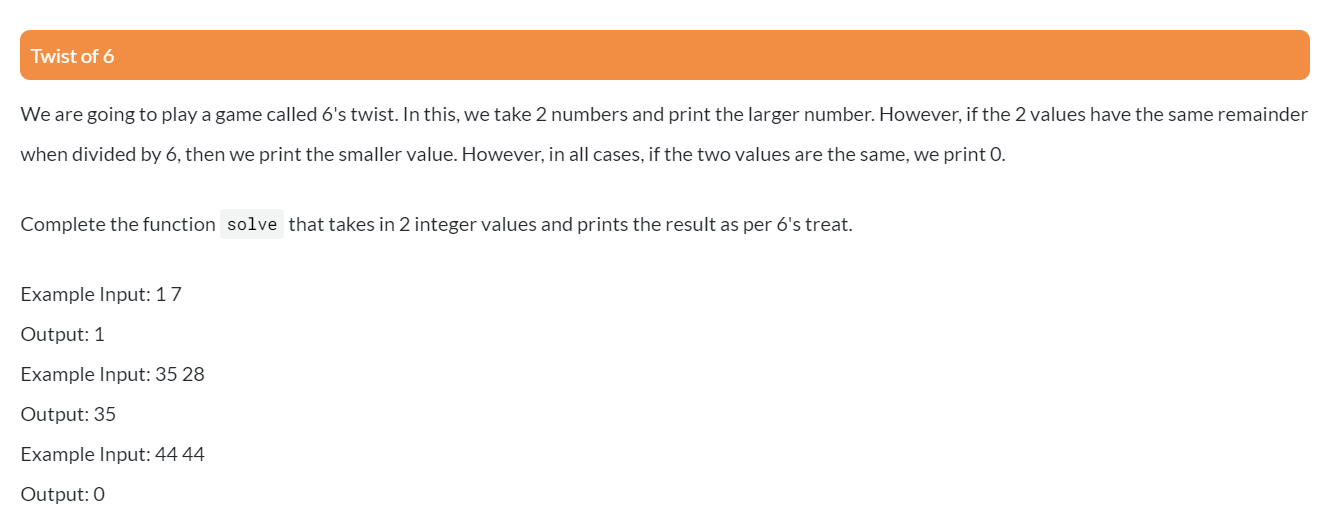 Twist of 6
We are going to play a game called 6's twist. In this, we take 2 numbers and print the larger number. However, if the 2 values have the same remainder
when divided by 6, then we print the smaller value. However, in all cases, if the two values are the same, we print 0.
Complete the function solve that takes in 2 integer values and prints the result as per 6's treat.
Example Input: 1 7
Output: 1
Example Input: 35 28
Output: 35
Example Input: 44 44
Output: 0